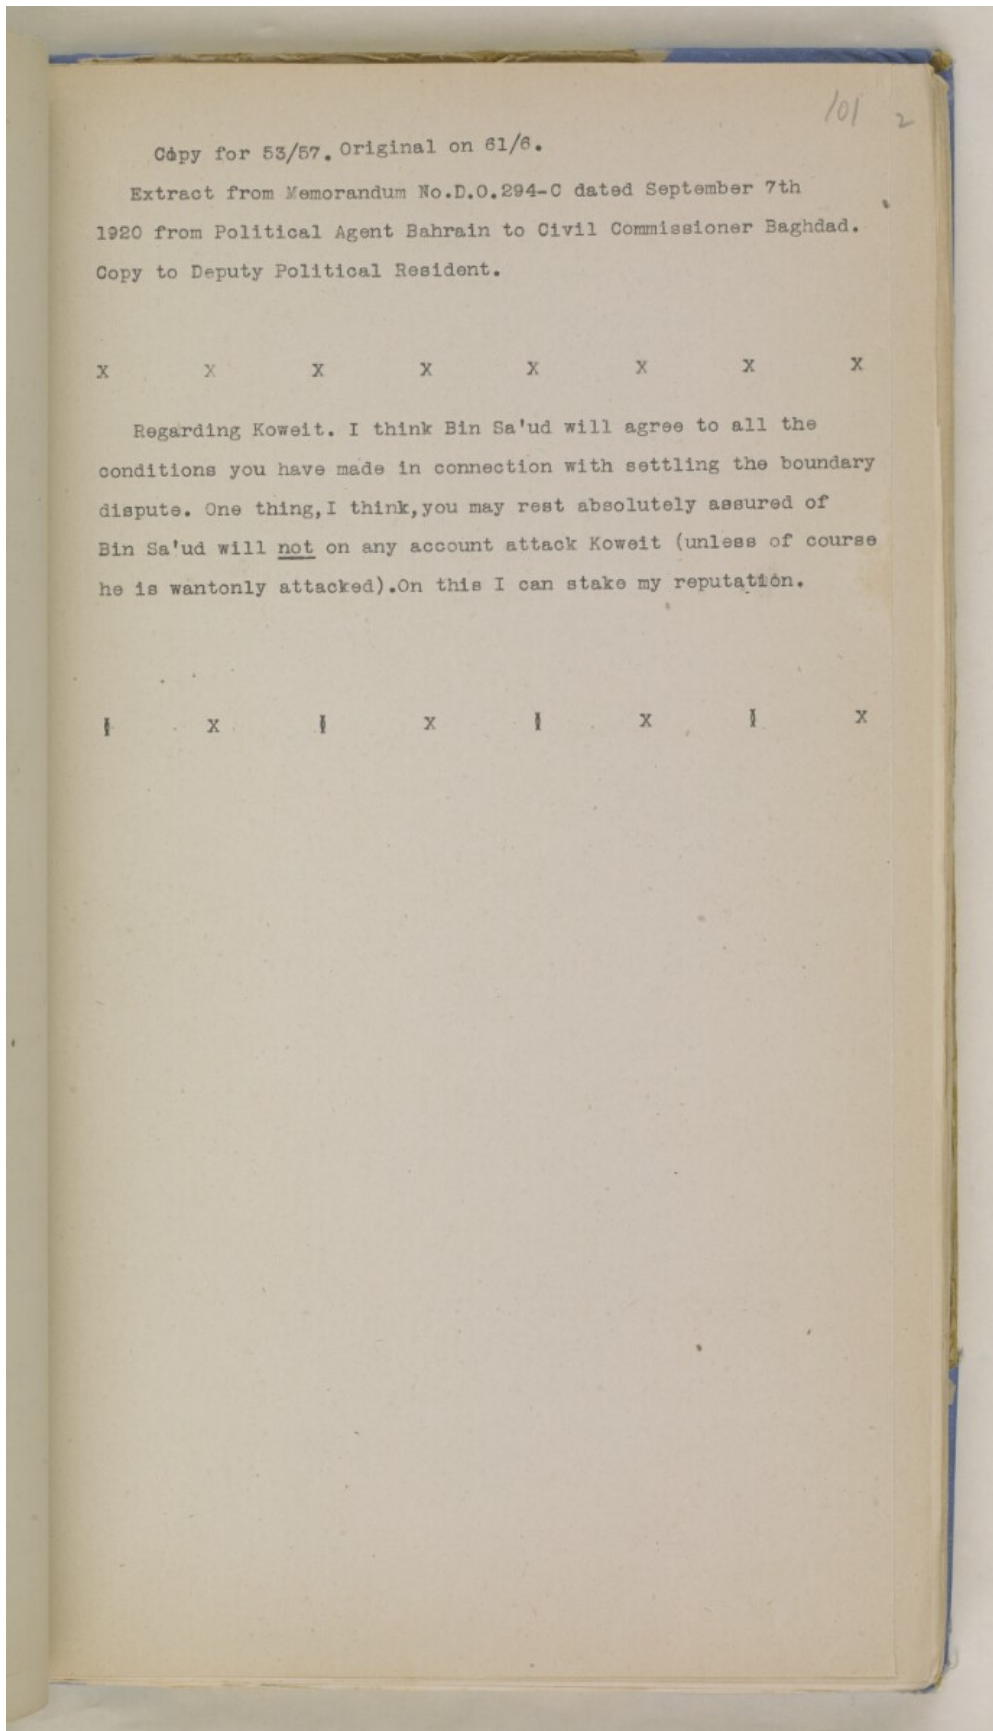 101 2
Copy for 53/57. Original on 61/6.
Extract from Memorandum No.D.O.294-C dated September 7th
1920 from Political Agent Bahrain to Civil Commissioner Baghdad.
Copy to Deputy Political Resident.
X X X X X X X X
Regarding Koweit. I think Bin Sa'ud will agree to all the
conditions you have made in connection with settling the boundary
dispute. One thing,I think,you may rest absolutely assured of
Bin Sa'ud will not on any account attack Koweit (unless of course
he is wantonly attacked).On this I can stake my reputation.
X X X X